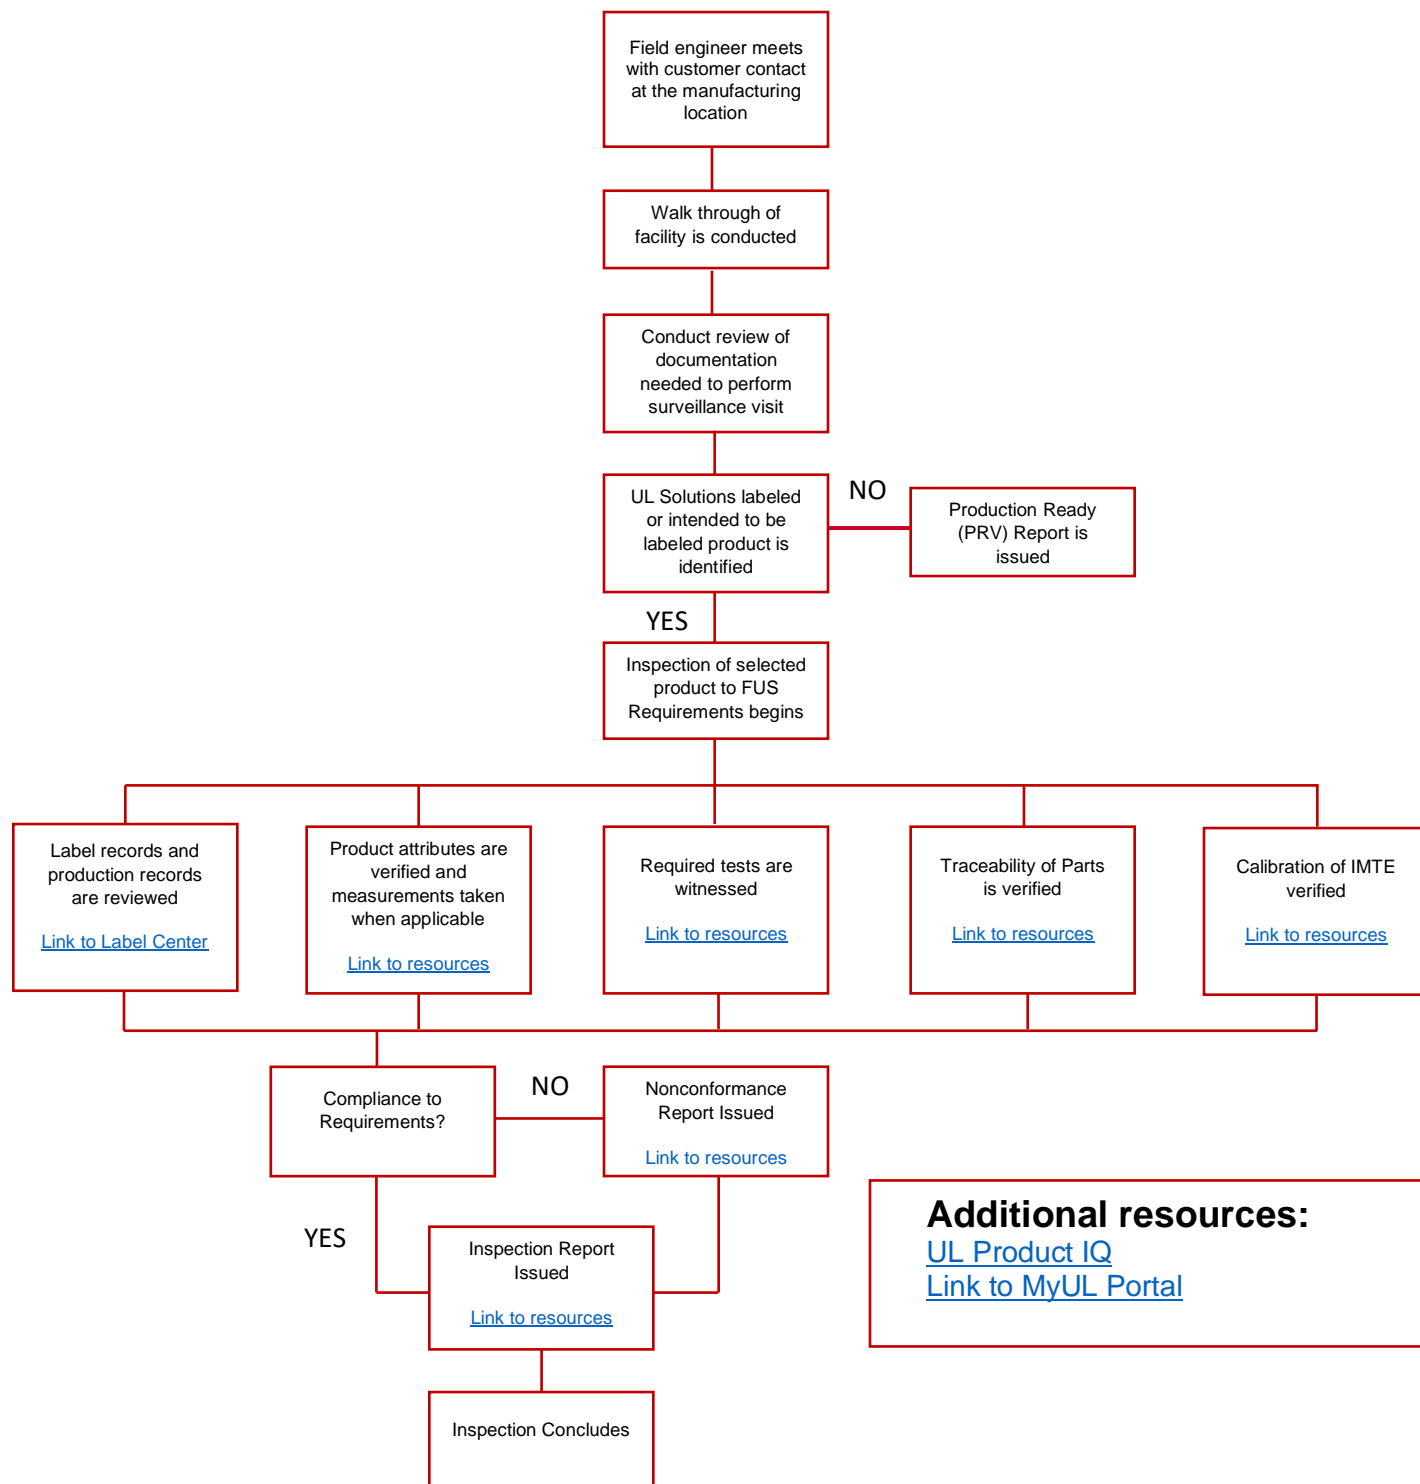 Field engineer meets
with customer contact
at the manufacturing
location
Walk through of
facility is conducted
Conduct review of
documentation
needed to perform
surveillance visit
UL Solutions labeled
or intended to be
labeled product is
identified
NO
Production Ready
(PRV) Report is
issued
YES
Inspection of selected
product to FUS
Requirements begins
Label records and
production records
are reviewed
Link to Label Center
Product attributes are
verified and
measurements taken
when applicable
Link to resources
Required tests are
witnessed
Link to resources
Traceability of Parts
is verified
Link to resources
Calibration of IMTE
verified
Link to resources
Compliance to
Requirements?
NO
Nonconformance
Report Issued
Link to resources
YES
Inspection Report
Issued
Link to resources
Inspection Concludes
Additional resources:
UL Product IQ
Link to MyUL Portal